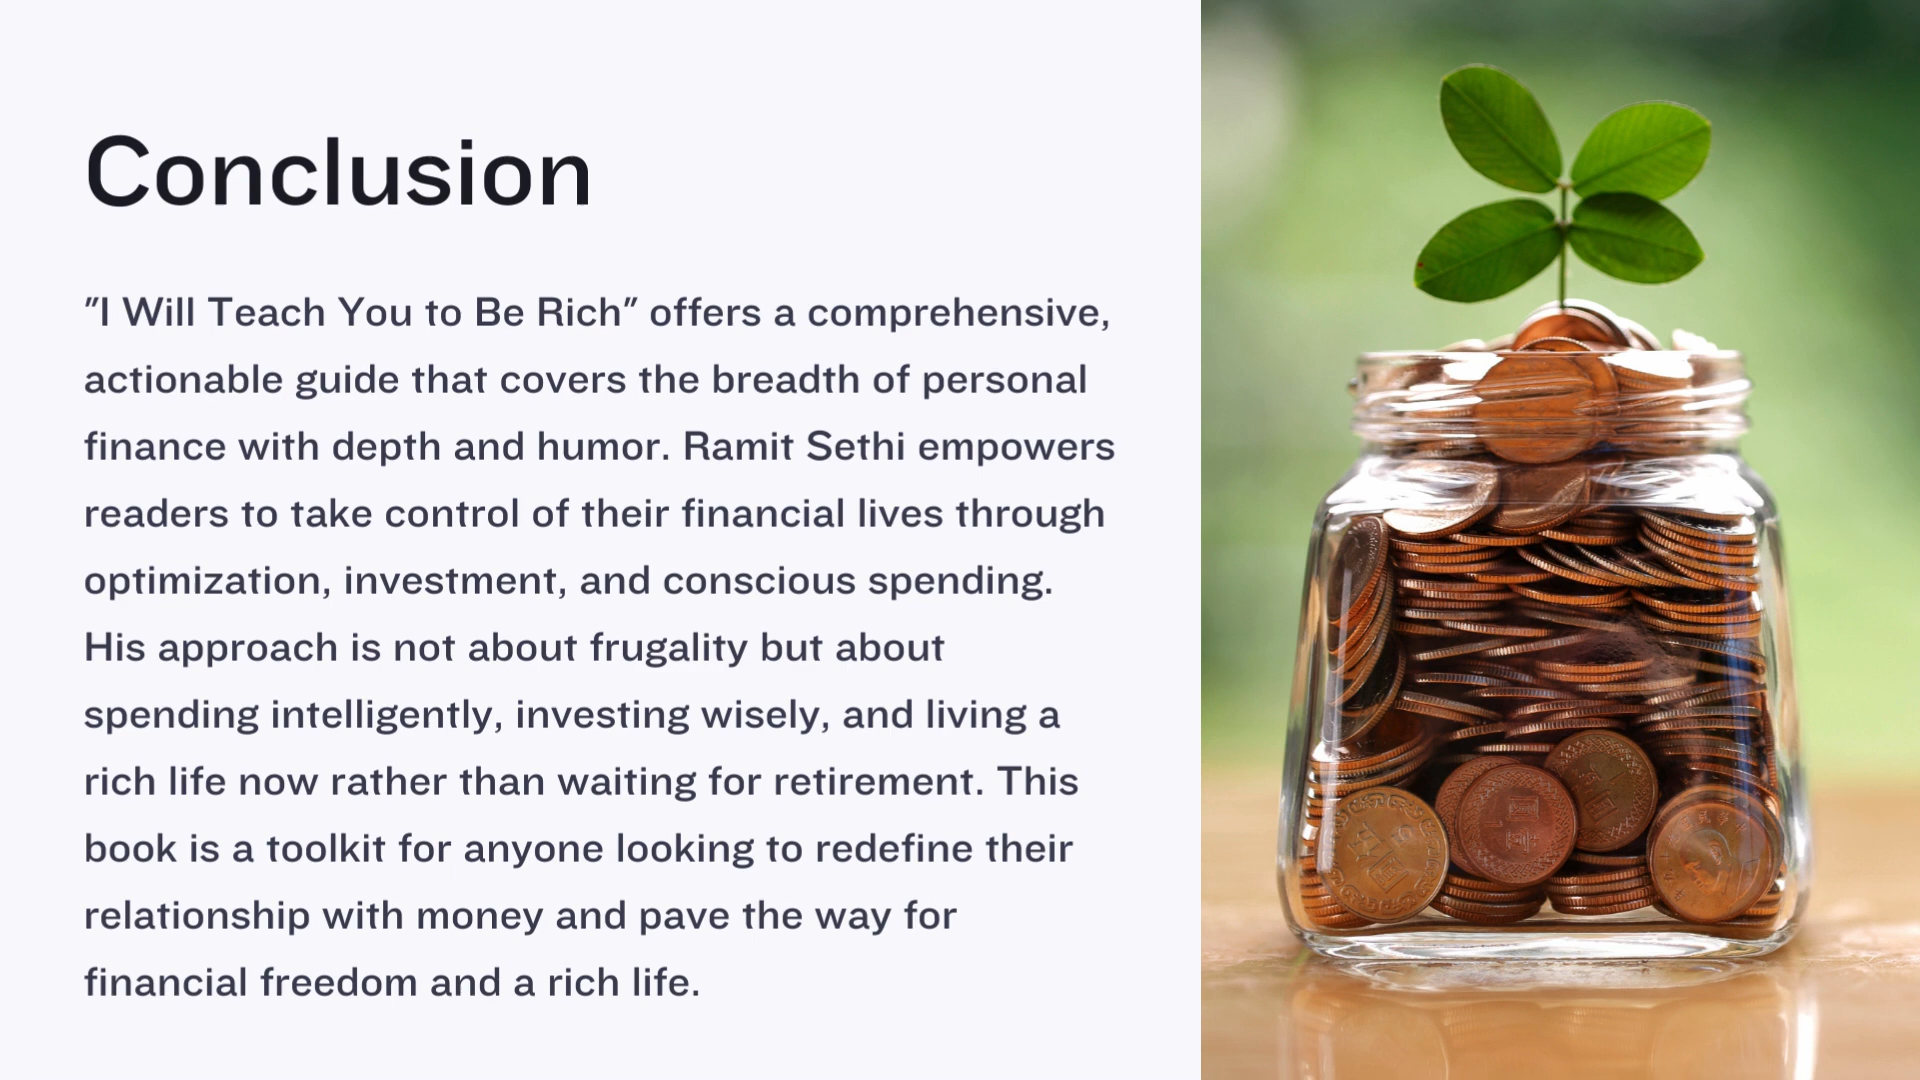 Conclusion
"I Will Teach You to Be Rich" offers a comprehensive,
actionable guide that covers the breadth of personal
finance with depth and humor. Ramit Sethi empowers
readers to take control of their financial lives through
optimization, investment, and conscious spending.
His approach is not about frugality but about
spending intelligently, investing wisely, and living a
rich life now rather than waiting for retirement. This
book is a toolkit for anyone looking to redefine their
relationship with money and pave the way for
financial freedom and a rich life.